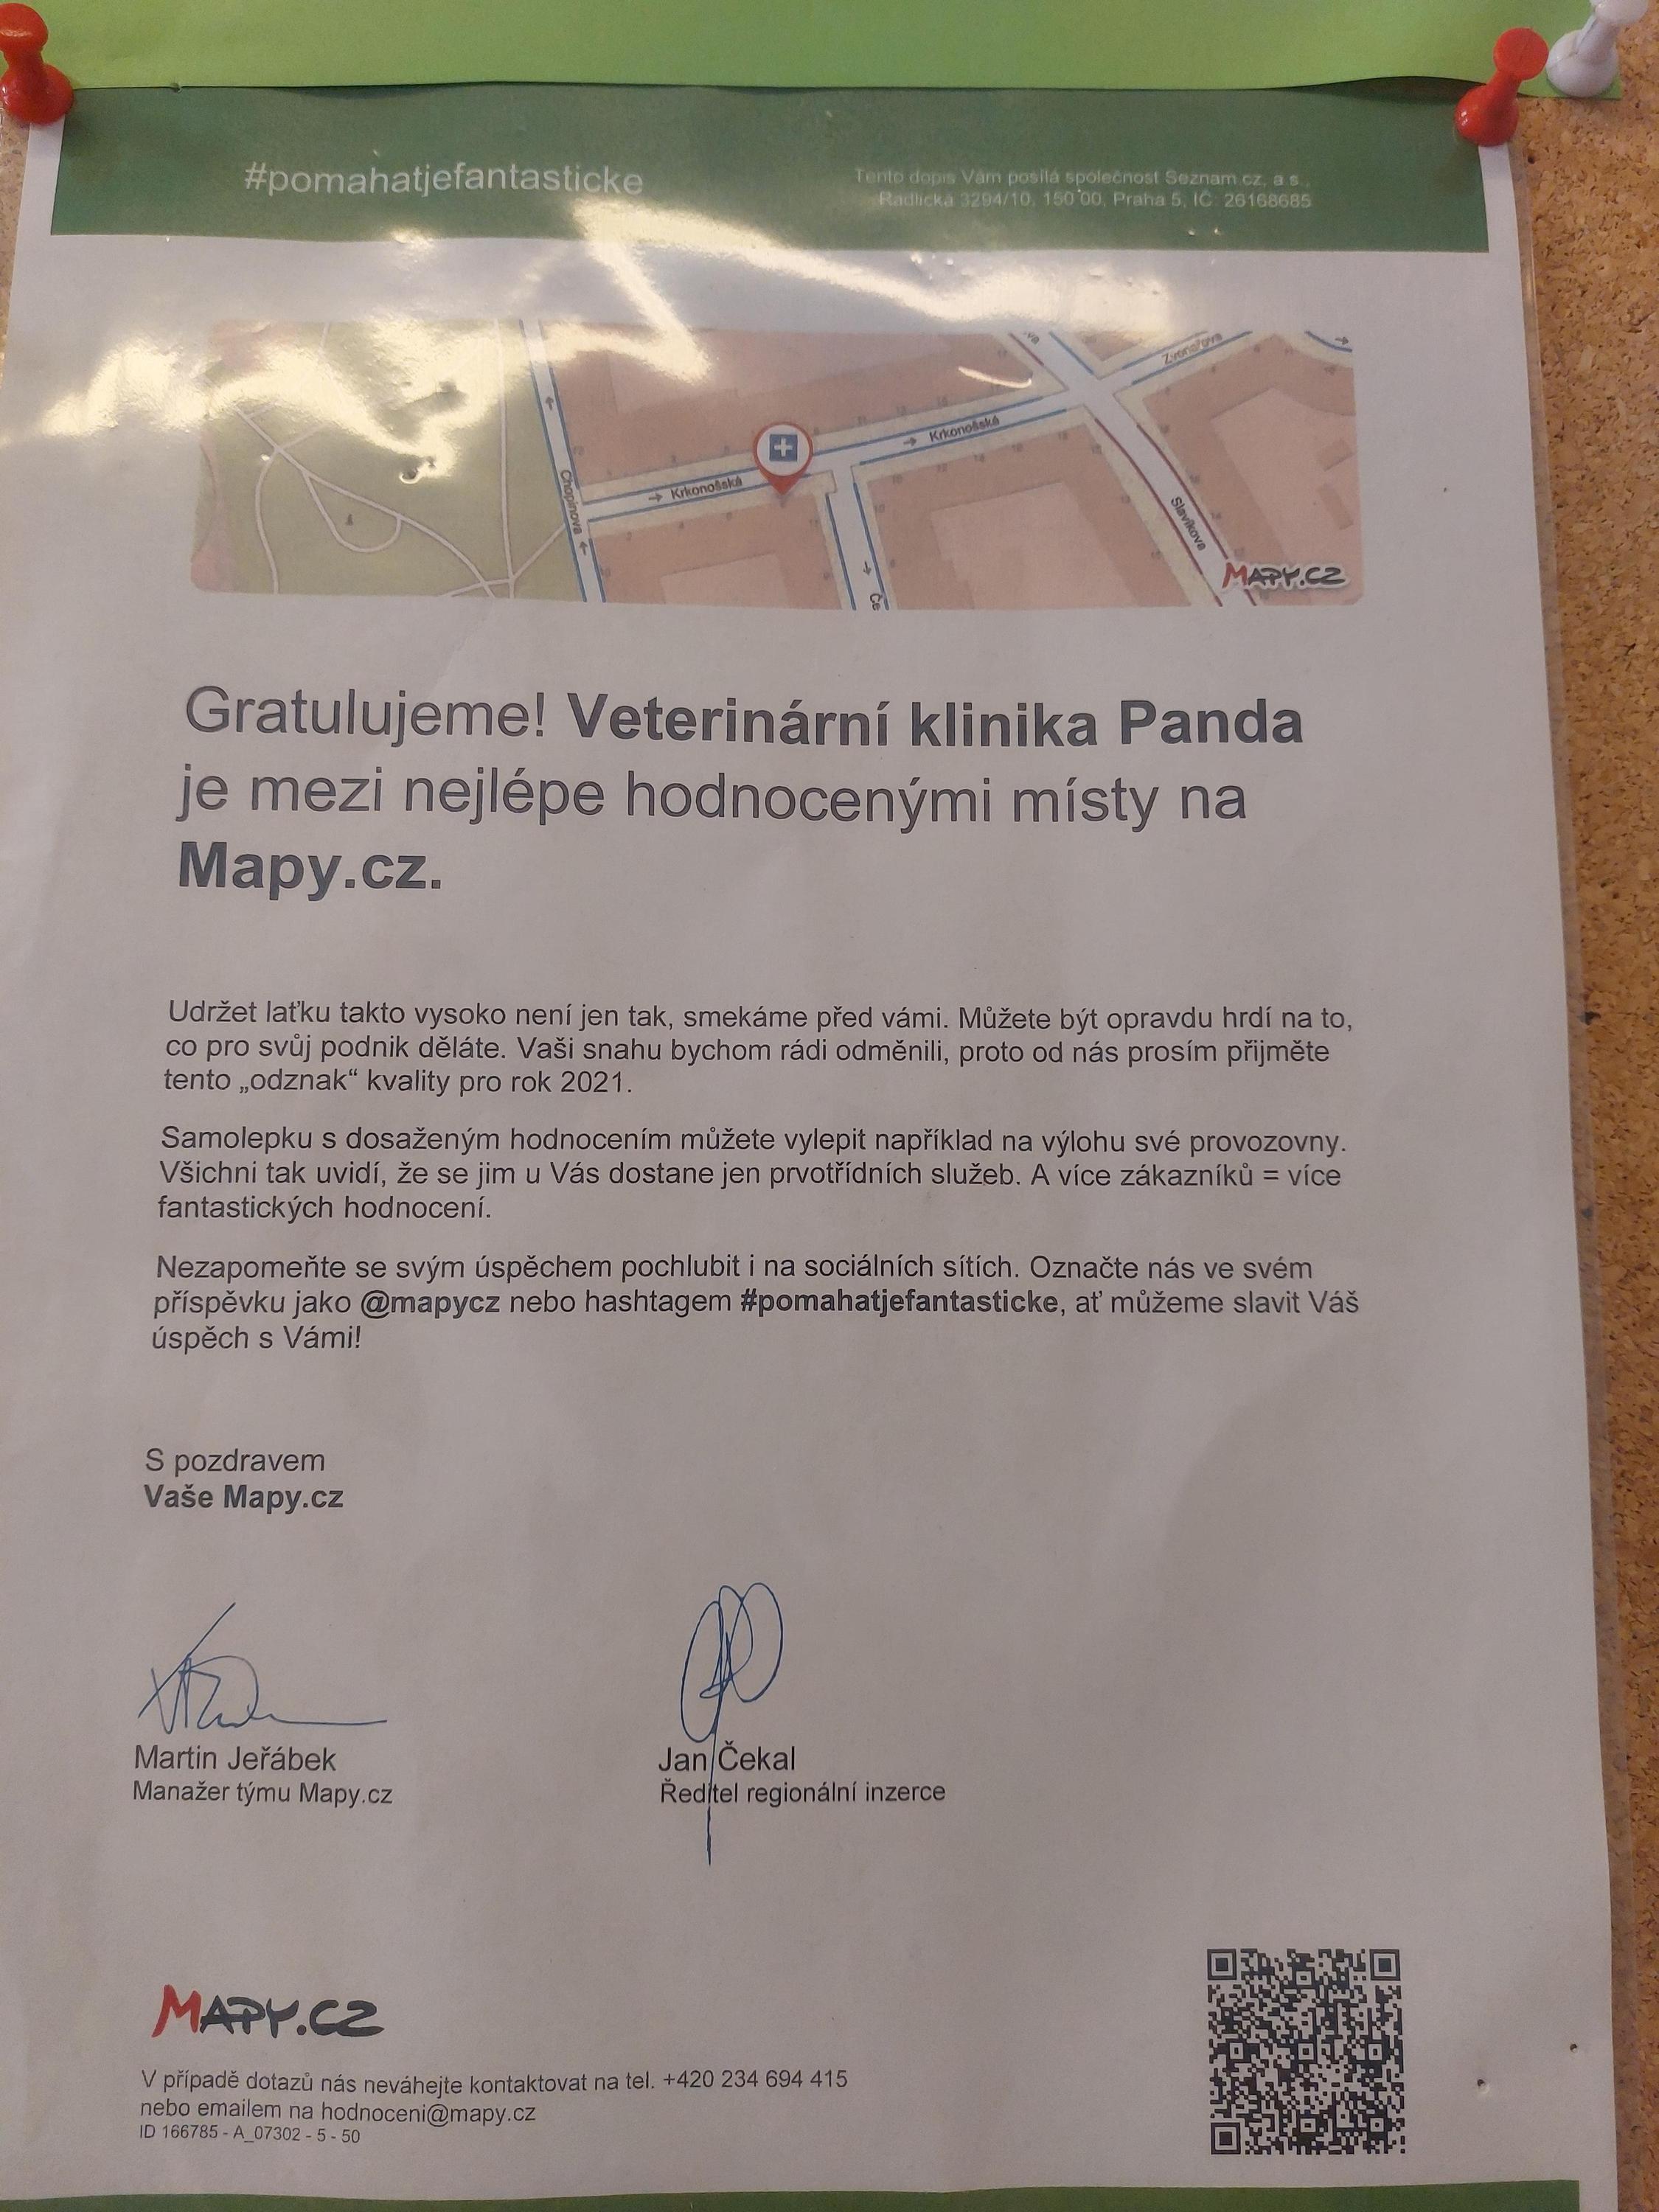 #pomahatjefantasticke
Tento dopis Vám posílá společnost Seznam.cz, a.s.,
Radlická 3294/10, 150 00, Praha 5, IČ: 26168685
Zvonařova
Krkonošská
Krkonošská
Chopinova
Slavíkova
MAPY.CZ
Gratulujeme! Veterinární klinika Panda
je mezi nejlépe hodnocenými místy na
Mapy.cz.
Udržet laťku takto vysoko není jen tak, smekáme před vámi. Můžete být opravdu hrdí na to,
co pro svůj podnik děláte. Vaši snahu bychom rádi odměnili, proto od nás prosím přijměte
tento „odznak“ kvality pro rok 2021.
Samolepku s dosaženým hodnocením můžete vylepit například na výlohu své provozovny.
Všichni tak uvidí, že se jim u Vás dostane jen prvotřídních služeb. A více zákazníků = více
fantastických hodnocení.
Nezapomeňte se svým úspěchem pochlubit i na sociálních sítích. Označte nás ve svém
příspěvku jako @mapycz nebo hashtagem #pomahatjefantasticke, ať můžeme slavit Váš
úspěch s Vámi!
S pozdravem
Vaše Mapy.cz
Martin Jeřábek
Manažer týmu Mapy.cz
Jan Čekal
Ředitel regionální inzerce
MAPY.CZ
V případě dotazů nás neváhejte kontaktovat na tel. +420 234 694 415
nebo emailem na hodnoceni@mapy.cz
ID 166785 - A_07302 - 5 - 50